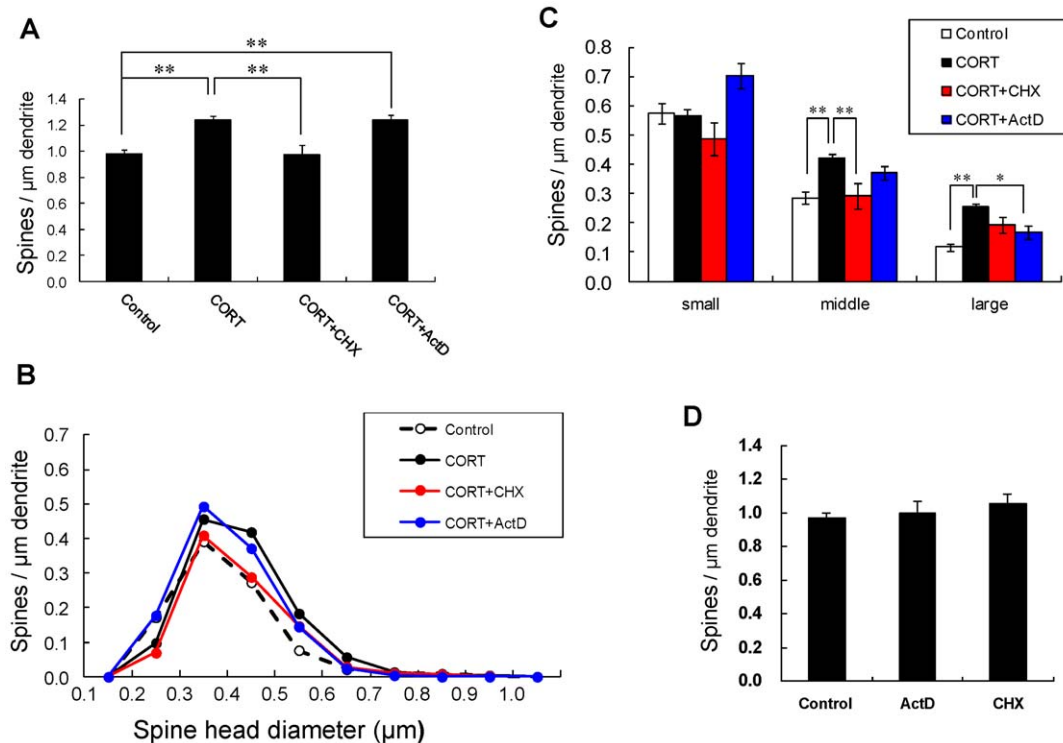 A
**
**
**
Spines / µm dendrite
1.4
1.2
1.0
0.8
0.6
0.4
0.2
0.0
Control
CORT
CORT+CHX
CORT+ActD
C
Control
CORT
CORT+CHX
CORT+ActD
Spines / µm dendrite
0.8
0.7
0.6
0.5
0.4
0.3
0.2
0.1
0.0
**
**
**
*
small
middle
large
B
Control
CORT
CORT+CHX
CORT+ActD
Spines / µm dendrite
0.7
0.6
0.5
0.4
0.3
0.2
0.1
0.0
0.1 0.2 0.3 0.4 0.5 0.6 0.7 0.8 0.9 1.0
Spine head diameter (µm)
D
Spines / µm dendrite
1.4
1.2
1.0
0.8
0.6
0.4
0.2
0.0
Control
ActD
CHX